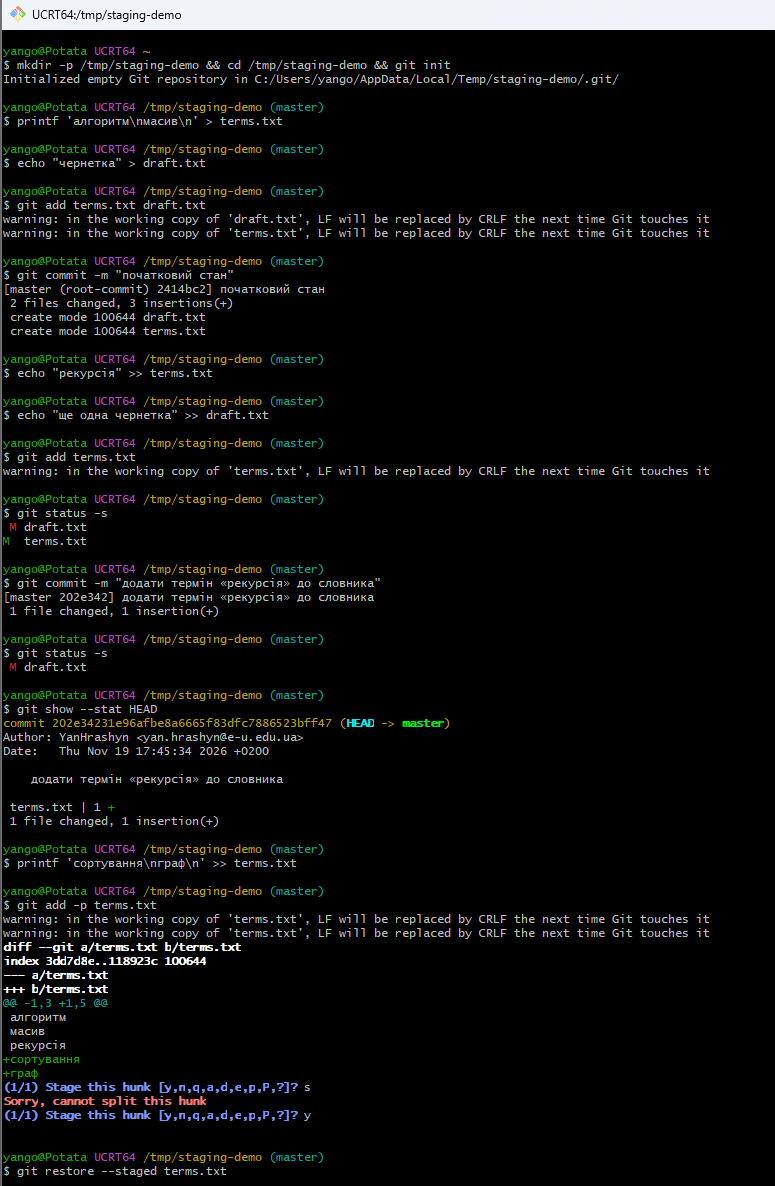 UCRT64:/tmp/staging-demo
yango@Potata UCRT64 ~
$ mkdir -p /tmp/staging-demo && cd /tmp/staging-demo && git init
Initialized empty Git repository in C:/Users/yango/AppData/Local/Temp/staging-demo/.git/
yango@Potata UCRT64 /tmp/staging-demo (master)
$ printf 'алгоритм\nмасив\n' > terms.txt
yango@Potata UCRT64 /tmp/staging-demo (master)
$ echo "чернетка" > draft.txt
yango@Potata UCRT64 /tmp/staging-demo (master)
$ git add terms.txt draft.txt
warning: in the working copy of 'draft.txt', LF will be replaced by CRLF the next time Git touches it
warning: in the working copy of 'terms.txt', LF will be replaced by CRLF the next time Git touches it
yango@Potata UCRT64 /tmp/staging-demo (master)
$ git commit -m "початковий стан"
[master (root-commit) 2414bc2] початковий стан
 2 files changed, 3 insertions(+)
 create mode 100644 draft.txt
 create mode 100644 terms.txt
yango@Potata UCRT64 /tmp/staging-demo (master)
$ echo "рекурсія" >> terms.txt
yango@Potata UCRT64 /tmp/staging-demo (master)
$ echo "ще одна чернетка" >> draft.txt
yango@Potata UCRT64 /tmp/staging-demo (master)
$ git add terms.txt
warning: in the working copy of 'terms.txt', LF will be replaced by CRLF the next time Git touches it
yango@Potata UCRT64 /tmp/staging-demo (master)
$ git status -s
 M draft.txt
M  terms.txt
yango@Potata UCRT64 /tmp/staging-demo (master)
$ git commit -m "додати термін «рекурсія» до словника"
[master 202e342] додати термін «рекурсія» до словника
 1 file changed, 1 insertion(+)
yango@Potata UCRT64 /tmp/staging-demo (master)
$ git status -s
 M draft.txt
yango@Potata UCRT64 /tmp/staging-demo (master)
$ git show --stat HEAD
commit 202e34231e96afbe8a6665f83dfc7886523bff47 (HEAD -> master)
Author: YanHrashyn <yan.hrashyn@e-u.edu.ua>
Date:   Thu Nov 19 17:45:34 2026 +0200
    додати термін «рекурсія» до словника
 terms.txt | 1 +
 1 file changed, 1 insertion(+)
yango@Potata UCRT64 /tmp/staging-demo (master)
$ printf 'сортування\nграф\n' >> terms.txt
yango@Potata UCRT64 /tmp/staging-demo (master)
$ git add -p terms.txt
warning: in the working copy of 'terms.txt', LF will be replaced by CRLF the next time Git touches it
warning: in the working copy of 'terms.txt', LF will be replaced by CRLF the next time Git touches it
diff --git a/terms.txt b/terms.txt
index 3dd7d8e..118923c 100644
--- a/terms.txt
+++ b/terms.txt
@@ -1,3 +1,5 @@
 алгоритм
 масив
 рекурсія
+сортування
+граф
(1/1) Stage this hunk [y,n,q,a,d,e,p,P,?]? s
Sorry, cannot split this hunk
(1/1) Stage this hunk [y,n,q,a,d,e,p,P,?]? y
yango@Potata UCRT64 /tmp/staging-demo (master)
$ git restore --staged terms.txt